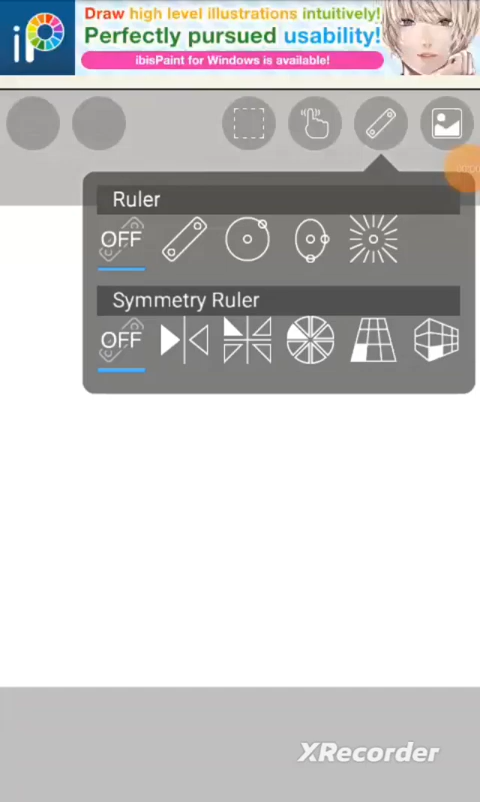 iP
Draw high level illustrations intuitively!
Perfectly pursued usability!
ibisPaint for Windows is available!
Ruler
OFF
Symmetry Ruler
OFF
XRecorder